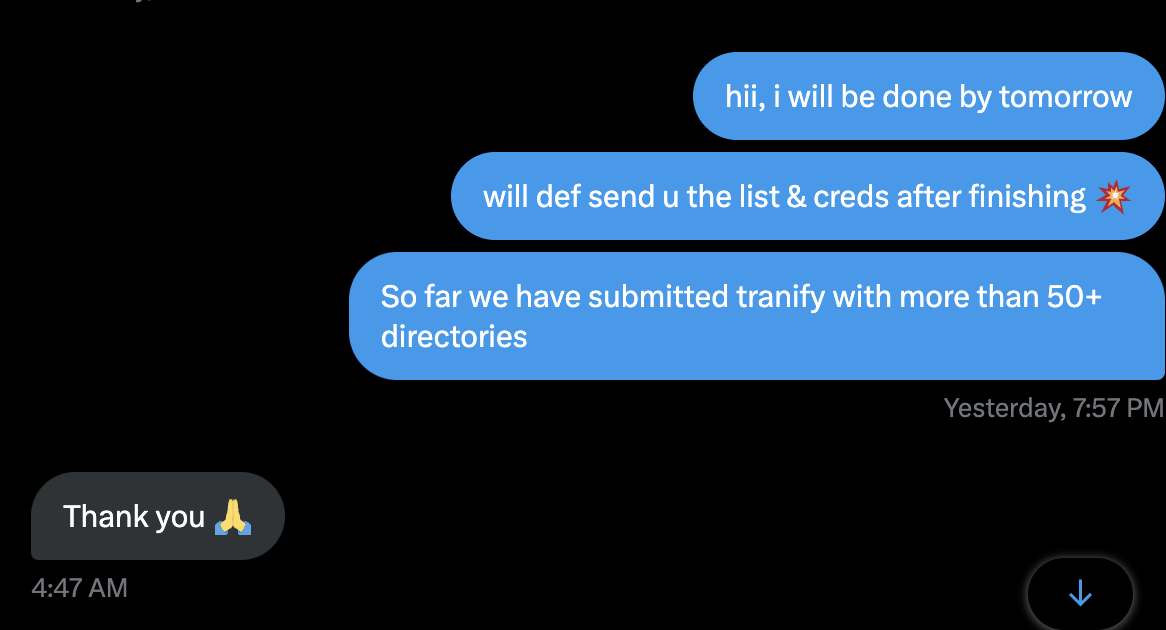 hii, i will be done by tomorrow
will def send u the list & creds after finishing 💥
So far we have submitted tranify with more than 50+
directories
Yesterday, 7:57 PM
Thank you 🙏
4:47 AM